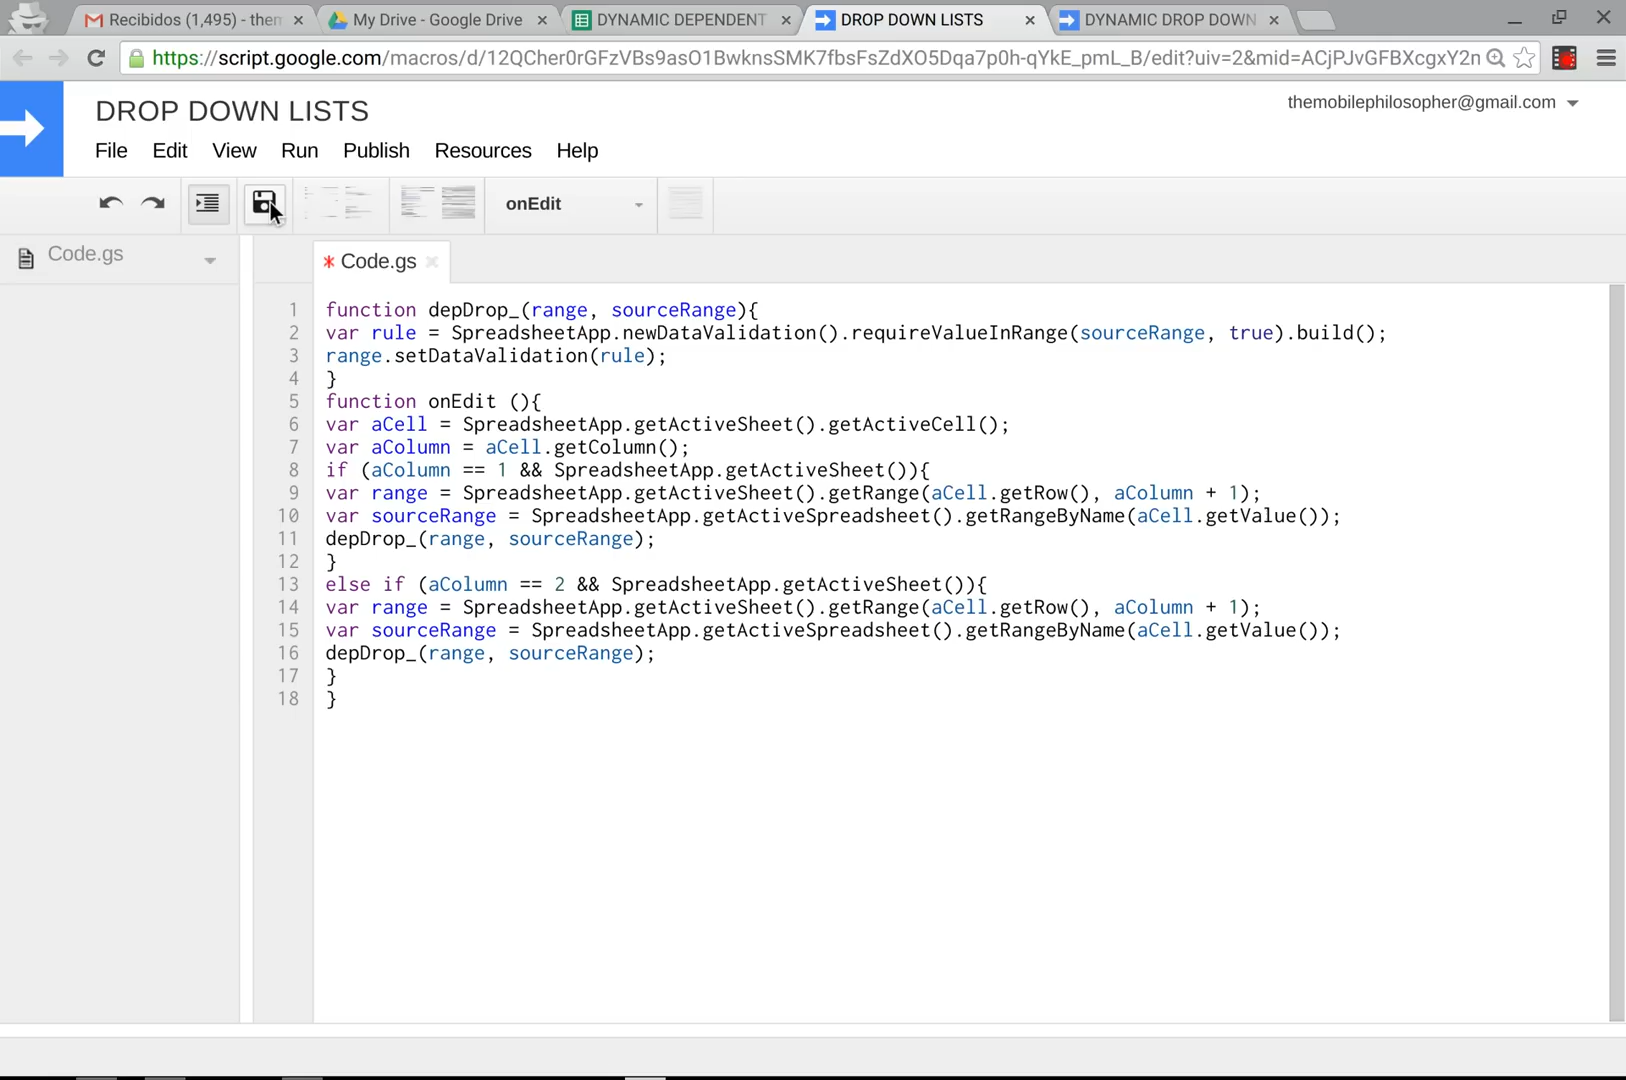 Recibidos (1,495) - them
My Drive - Google Drive
DYNAMIC DEPENDENT
DROP DOWN LISTS
DYNAMIC DROP DOWN
https://script.google.com/macros/d/12QCher0rGFzVBs9asO1BwknsSMK7fbsFsZdXO5Dqa7p0h-qYkE_pmL_B/edit?uiv=2&mid=ACjPJvGFBXcgxY2n
DROP DOWN LISTS
themobilephilosopher@gmail.com
File Edit View Run Publish Resources Help
onEdit
Code.gs
* Code.gs
1 function depDrop_(range, sourceRange){
2 var rule = SpreadsheetApp.newDataValidation().requireValueInRange(sourceRange, true).build();
3 range.setDataValidation(rule);
4 }
5 function onEdit (){
6 var aCell = SpreadsheetApp.getActiveSheet().getActiveCell();
7 var aColumn = aCell.getColumn();
8 if (aColumn == 1 && SpreadsheetApp.getActiveSheet()){
9 var range = SpreadsheetApp.getActiveSheet().getRange(aCell.getRow(), aColumn + 1);
10 var sourceRange = SpreadsheetApp.getActiveSpreadsheet().getRangeByName(aCell.getValue());
11 depDrop_(range, sourceRange);
12 }
13 else if (aColumn == 2 && SpreadsheetApp.getActiveSheet()){
14 var range = SpreadsheetApp.getActiveSheet().getRange(aCell.getRow(), aColumn + 1);
15 var sourceRange = SpreadsheetApp.getActiveSpreadsheet().getRangeByName(aCell.getValue());
16 depDrop_(range, sourceRange);
17 }
18 }